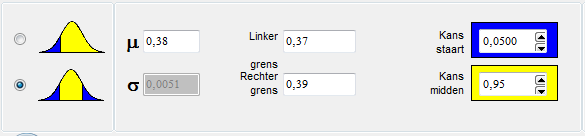 μ 0,38 Linker grens 0,37 Kans staart 0,0500
σ 0,0051 Rechter grens 0,39 Kans midden 0,95